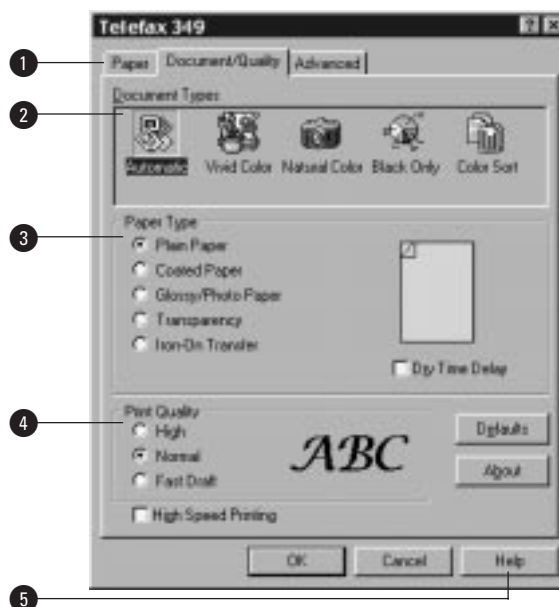 Telefax 349
1 Paper Document/Quality Advanced
Document Types
2
Automatic Vivid Color Natural Color Black Only Color Sort
Paper Type
3
Plain Paper
Coated Paper
Glossy/Photo Paper
Transparency
Iron-On Transfer
Dry Time Delay
Print Quality
4
High
Normal
Fast Draft
ABC
Defaults
About
High Speed Printing
OK Cancel Help
5